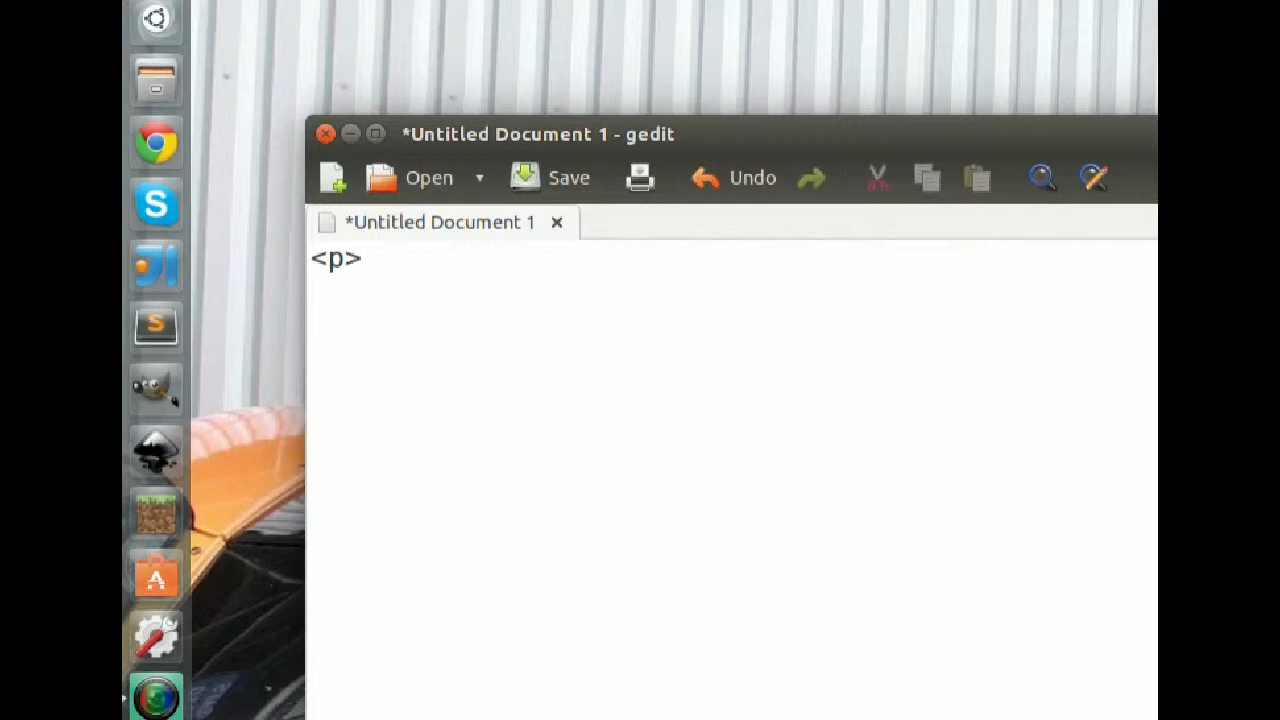 *Untitled Document 1 - gedit
Open Save Undo
*Untitled Document 1
<p>